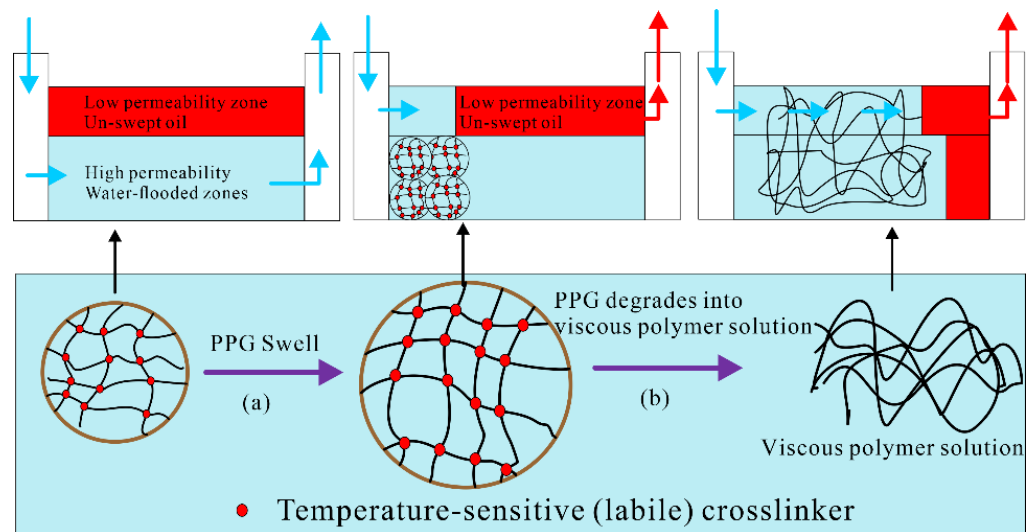 Low permeability zone
Un-swept oil
High permeability
Water-flooded zones
Low permeability zone
Un-swept oil
PPG Swell
(a)
PPG degrades into
viscous polymer solution
(b)
Viscous polymer solution
Temperature-sensitive (labile) crosslinker